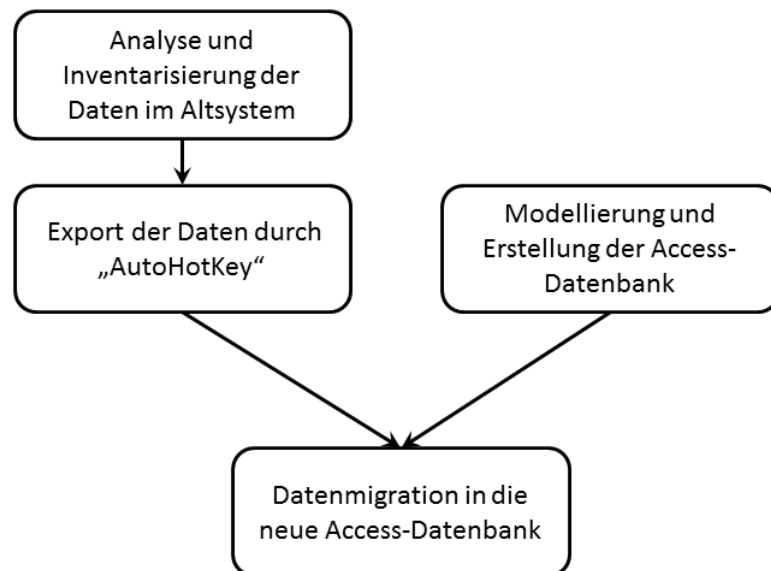 Analyse und
Inventarisierung der
Daten im Altsystem
Export der Daten durch
„AutoHotKey“
Modellierung und
Erstellung der Access-
Datenbank
Datenmigration in die
neue Access-Datenbank